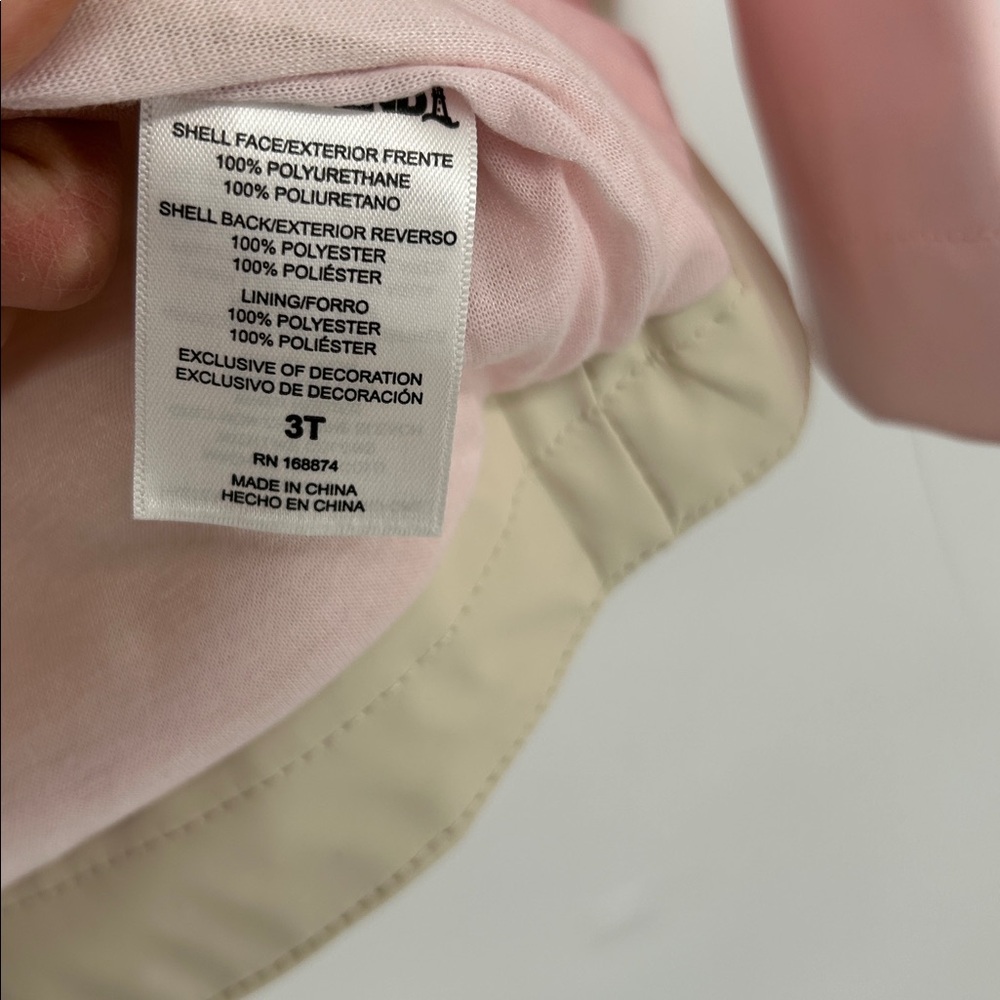 SHELL FACE/EXTERIOR FRENTE
100% POLYURETHANE
100% POLIURETANO
SHELL BACK/EXTERIOR REVERSO
100% POLYESTER
100% POLIÉSTER
LINING/FORRO
100% POLYESTER
100% POLIÉSTER
EXCLUSIVE OF DECORATION
EXCLUSIVO DE DECORACIÓN
3T
RN 168874
MADE IN CHINA
HECHO EN CHINA